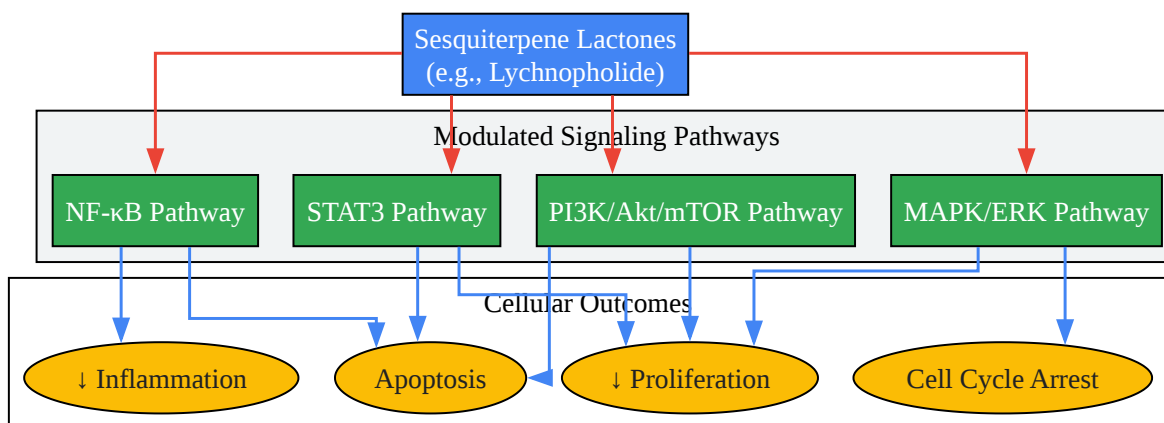 Sesquiterpene Lactones
(e.g., Lychnopholide)
Modulated Signaling Pathways
NF-κB Pathway
STAT3 Pathway
PI3K/Akt/mTOR Pathway
MAPK/ERK Pathway
Cellular Outcomes
↓ Inflammation
Apoptosis
↓ Proliferation
Cell Cycle Arrest